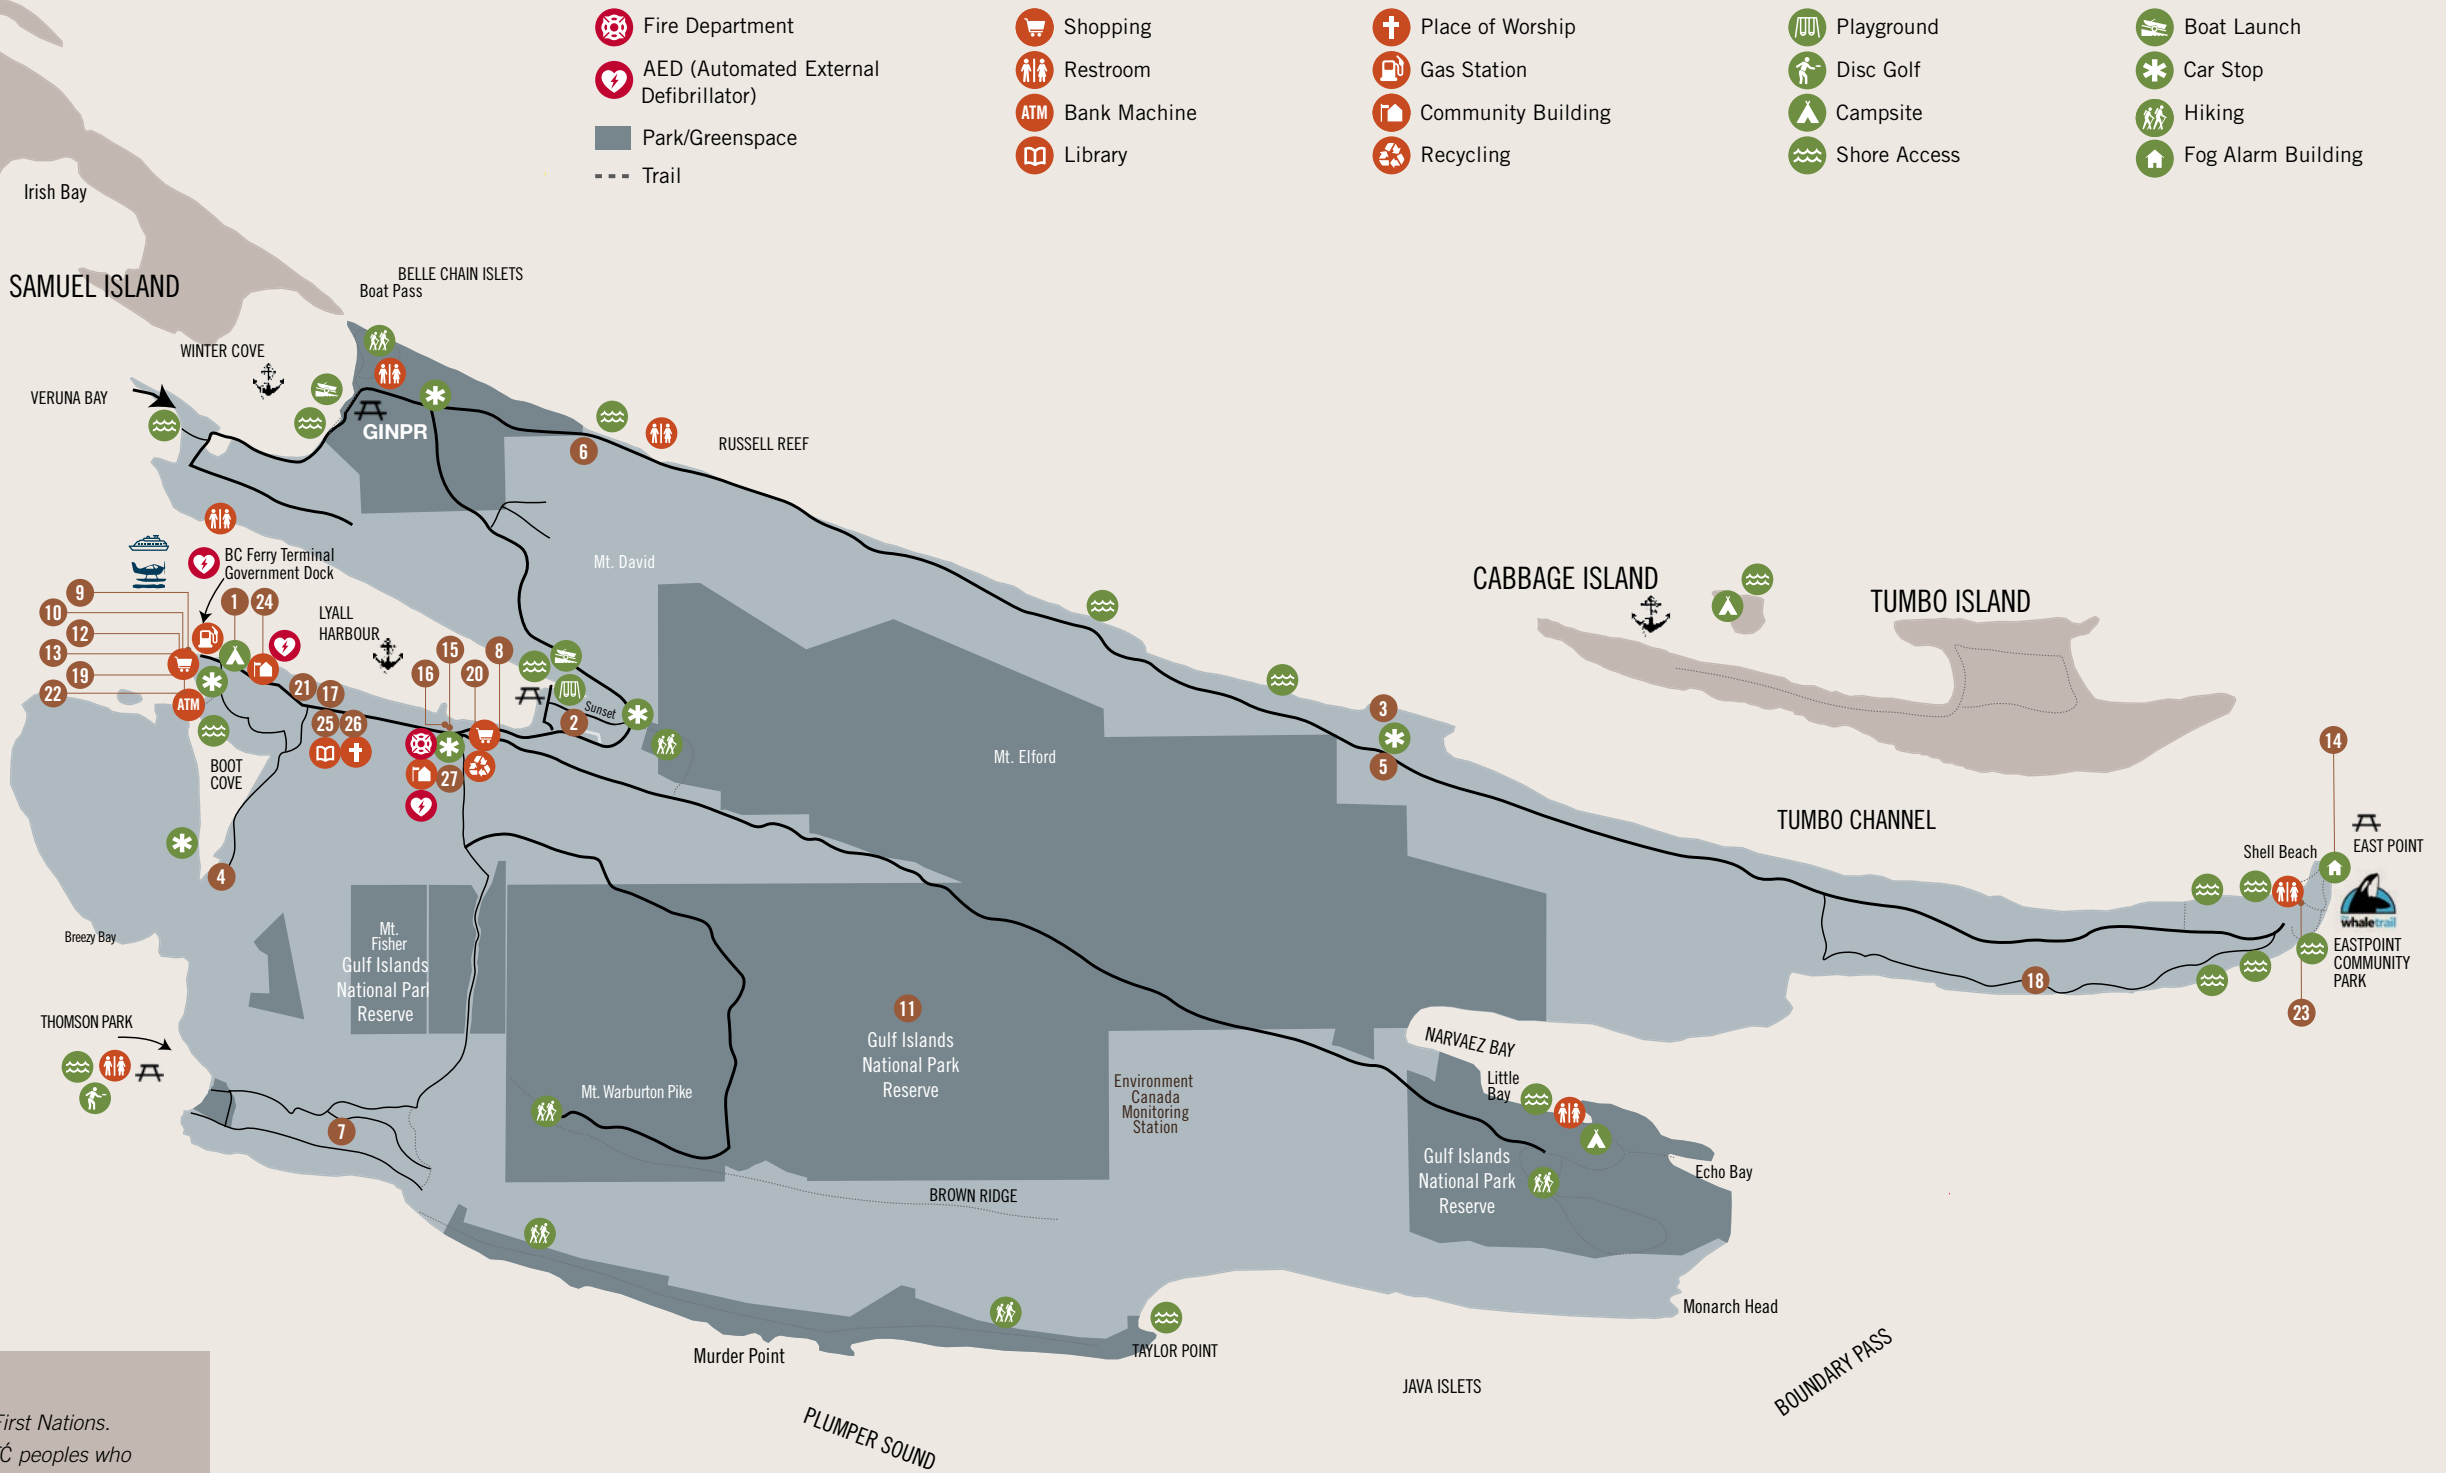 Fire Department
AED (Automated External
Defibrillator)
Park/Greenspace
Trail
Shopping
Restroom
ATM
Bank Machine
Library
Place of Worship
Gas Station
Community Building
Recycling
Playground
Disc Golf
Campsite
Shore Access
Boat Launch
Car Stop
Hiking
Fog Alarm Building
Irish Bay
SAMUEL ISLAND
BELLE CHAIN ISLETS
Boat Pass
WINTER COVE
VERUNA BAY
GINPR
6
RUSSELL REEF
Mt. David
BC Ferry Terminal
Government Dock
9
10
12
13
19
22
1
24
LYALL
HARBOUR
ATM
21
17
25
26
16
15
20
8
27
2
Sunset
BOOT
COVE
4
Breezy Bay
Mt. Elford
3
5
CABBAGE ISLAND
TUMBO ISLAND
TUMBO CHANNEL
14
EAST POINT
Shell Beach
whaletrail
EASTPOINT
COMMUNITY
PARK
18
23
Mt.
Fisher
Gulf Islands
National Parl
Reserve
THOMSON PARK
7
Mt. Warburton Pike
11
Gulf Islands
National Park
Reserve
Environment
Canada
Monitoring
Station
NARVAEZ BAY
Little
Bay
Gulf Islands
National Park
Reserve
Echo Bay
BROWN RIDGE
Monarch Head
Murder Point
TAYLOR POINT
JAVA ISLETS
BOUNDARY PASS
PLUMPER SOUND
First Nations.
Ć peoples who